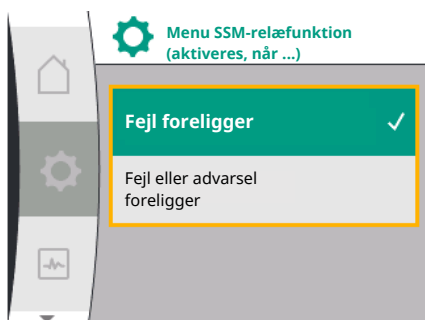 Menu SSM-relæfunktion
(aktiveres, når ...)
Fejl foreligger
Fejl eller advarsel
foreligger